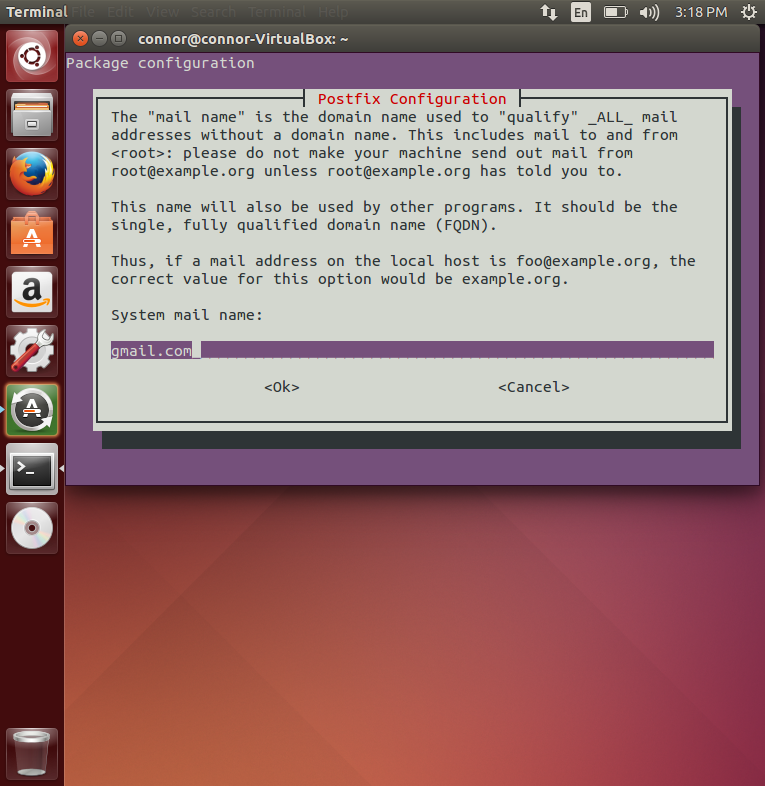 Terminal File Edit View Search Terminal Help En 3:18 PM
connor@connor-VirtualBox: ~
Package configuration
Postfix Configuration
The "mail name" is the domain name used to "qualify" _ALL_ mail
addresses without a domain name. This includes mail to and from
<root>: please do not make your machine send out mail from
root@example.org unless root@example.org has told you to.
This name will also be used by other programs. It should be the
single, fully qualified domain name (FQDN).
Thus, if a mail address on the local host is foo@example.org, the
correct value for this option would be example.org.
System mail name:
gmail.com
<Ok> <Cancel>
A
a
A
>_